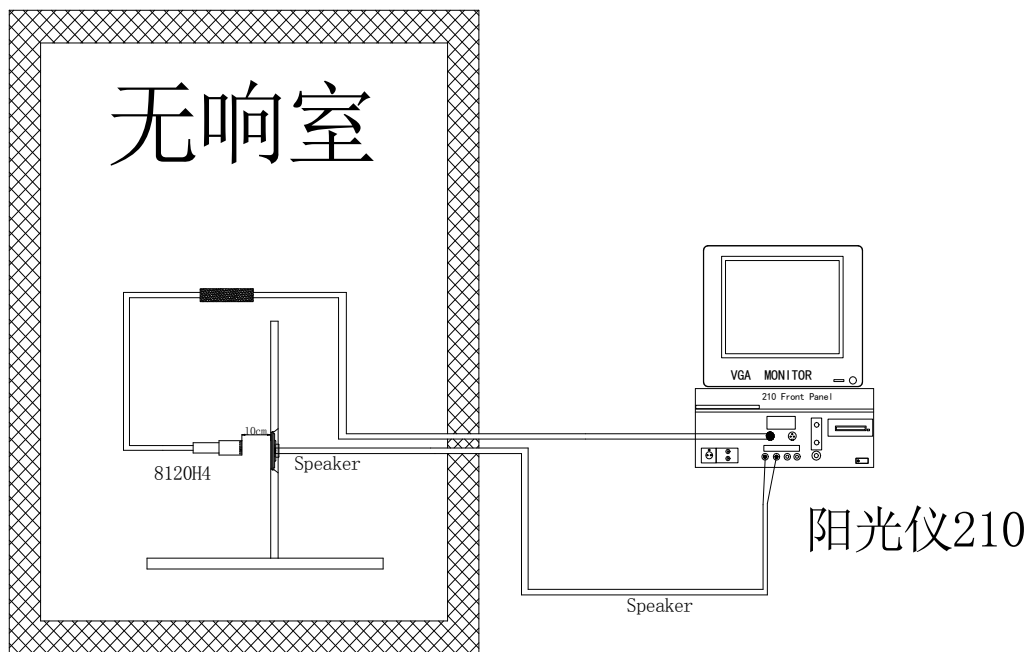 无响室
VGA MONITOR
210 Front Panel
10cm
Speaker
8120H4
阳光仪210
Speaker